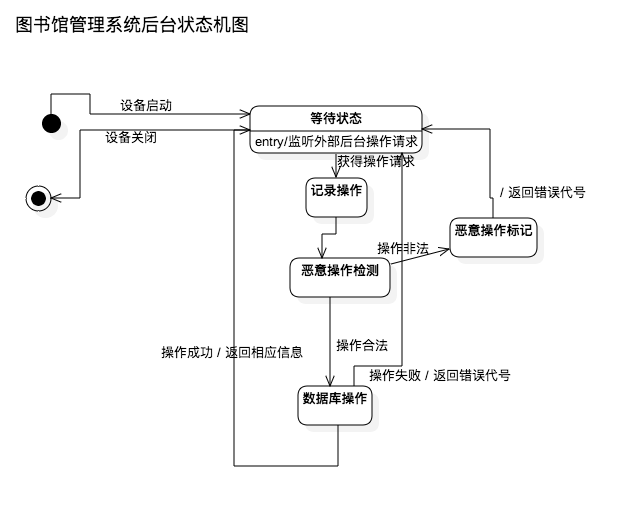 图书馆管理系统后台状态机图
设备启动
等待状态
设备关闭
entry/监听外部后台操作请求
获得操作请求
记录操作
/ 返回错误代号
恶意操作标记
操作非法
恶意操作检测
操作合法
操作成功 / 返回相应信息
操作失败 / 返回错误代号
数据库操作